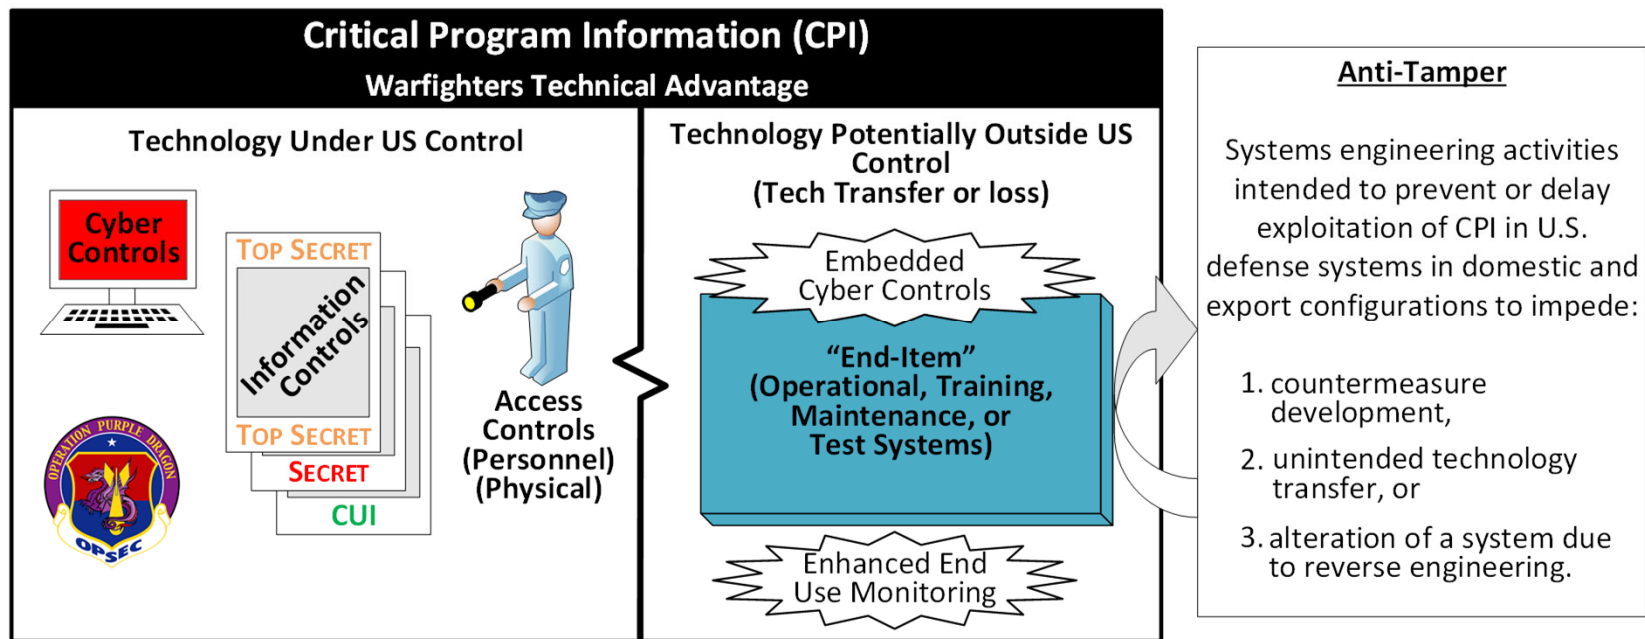 Critical Program Information (CPI)
Warfighters Technical Advantage
Technology Under US Control
Cyber
Controls
TOP SECRET
Information
Controls
TOP SECRET
SECRET
CUI
OPERATION PURPLE DRAGON
OPSEC
Access
Controls
(Personnel)
(Physical)
Technology Potentially Outside US
Control
(Tech Transfer or loss)
Embedded
Cyber Controls
“End-Item”
(Operational, Training,
Maintenance, or
Test Systems)
Enhanced End
Use Monitoring
Anti-Tamper
Systems engineering activities
intended to prevent or delay
exploitation of CPI in U.S.
defense systems in domestic and
export configurations to impede:
1. countermeasure
development,
2. unintended technology
transfer, or
3. alteration of a system due
to reverse engineering.